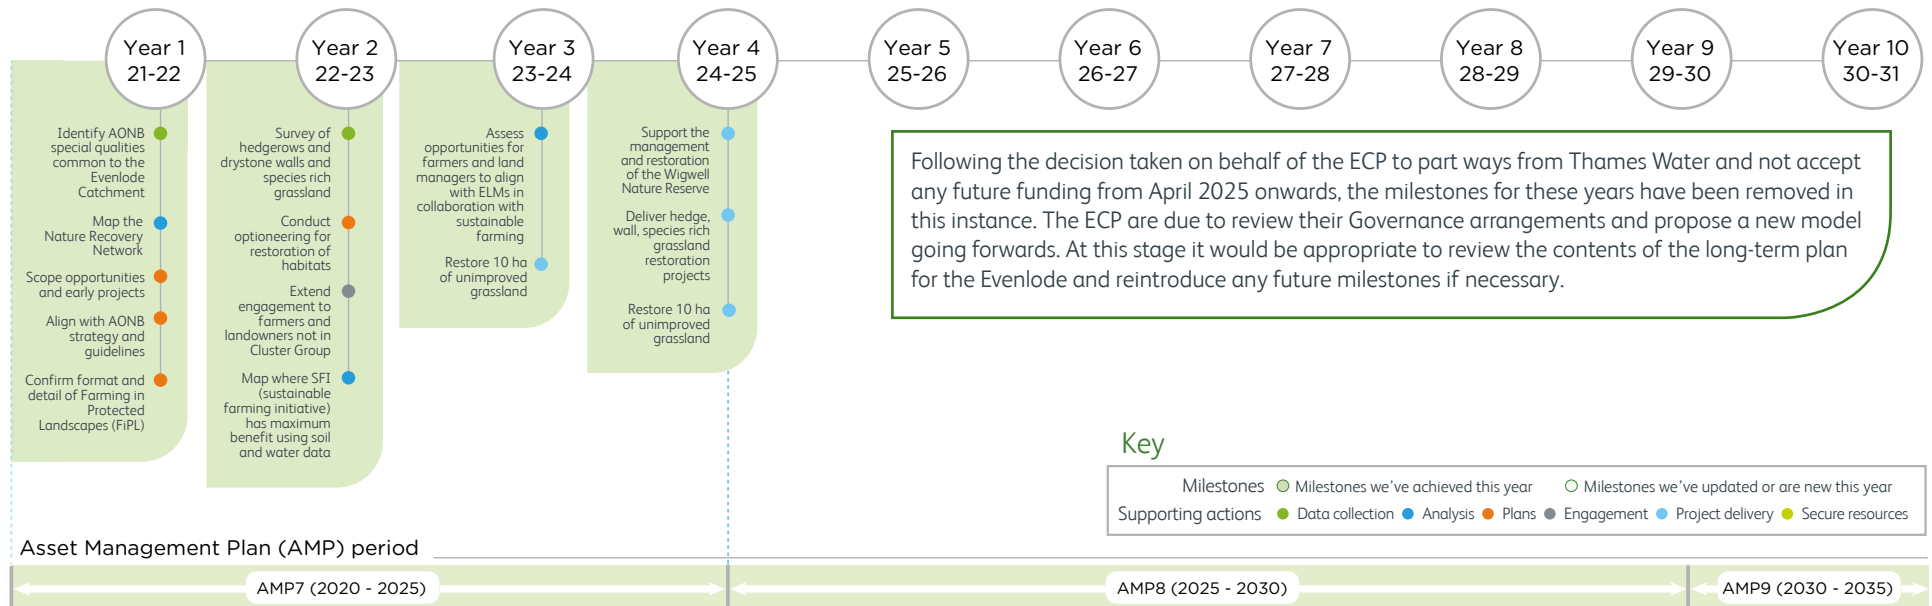 Year 1
21-22
Year 2
22-23
Year 3
23-24
Year 4
24-25
Year 5
25-26
Year 6
26-27
Year 7
27-28
Year 8
28-29
Year 9
29-30
Year 10
30-31
Identify AONB
special qualities
common to the
Evenlode
Catchment
Map the
Nature Recovery
Network
Scope opportunities
and early projects
Align with AONB
strategy and
guidelines
Confirm format and
detail of Farming in
Protected
Landscapes (FiPL)
Survey of
hedgerows and
drystone walls and
species rich
grassland
Conduct
optioneering for
restoration of
habitats
Extend
engagement to
farmers and
landowners not in
Cluster Group
Map where SFI
(sustainable
farming initiative)
has maximum
benefit using soil
and water data
Assess
opportunities for
farmers and land
managers to align
with ELMs in
collaboration with
sustainable
farming
Restore 10 ha
of unimproved
grassland
Support the
management
and restoration
of the Wigwell
Nature Reserve
Deliver hedge,
wall, species rich
grassland
restoration
projects
Restore 10 ha
of unimproved
grassland
Following the decision taken on behalf of the ECP to part ways from Thames Water and not accept
any future funding from April 2025 onwards, the milestones for these years have been removed in
this instance. The ECP are due to review their Governance arrangements and propose a new model
going forwards. At this stage it would be appropriate to review the contents of the long-term plan
for the Evenlode and reintroduce any future milestones if necessary.
Key
Milestones Milestones we've achieved this year Milestones we've updated or are new this year
Supporting actions Data collection Analysis Plans Engagement Project delivery Secure resources
Asset Management Plan (AMP) period
AMP7 (2020 - 2025)
AMP8 (2025 - 2030)
AMP9 (2030 - 2035)